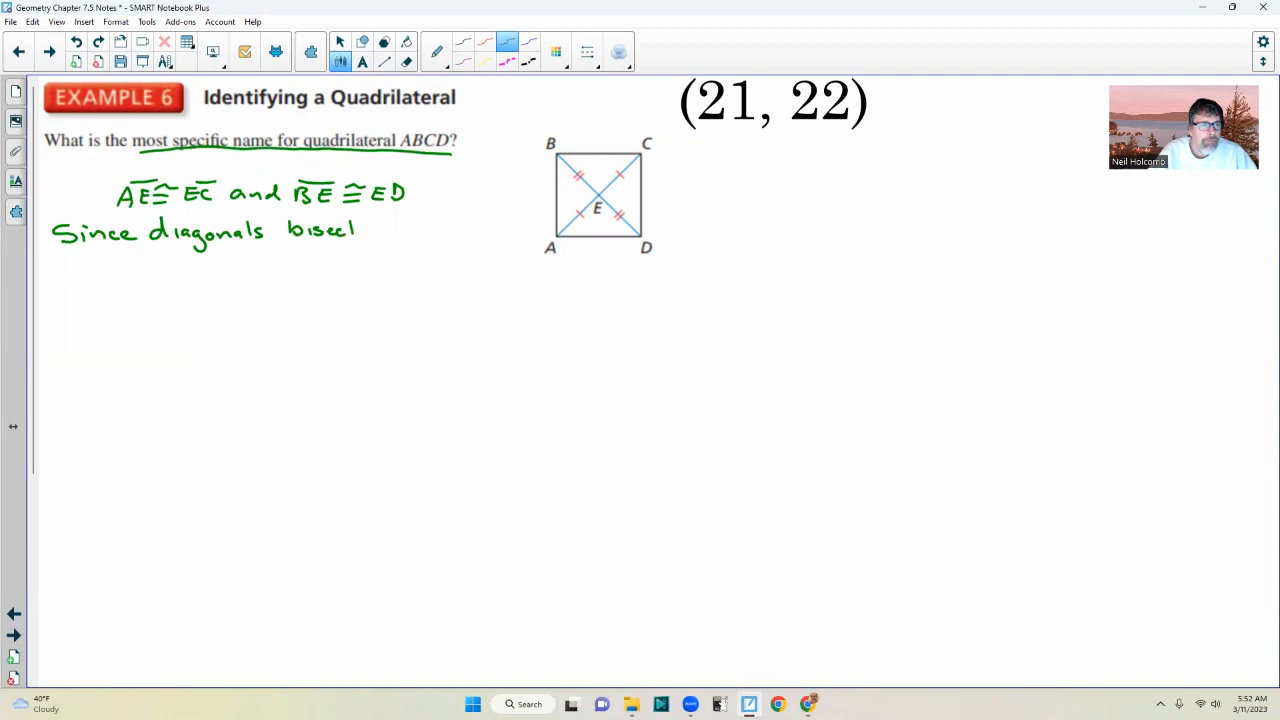 Geometry Chapter 7.5 Notes * - SMART Notebook Plus
File Edit View Insert Format Tools Add-ons Account Help
EXAMPLE 6 Identifying a Quadrilateral
(21, 22)
What is the most specific name for quadrilateral ABCD?
B C
AE ≅ EC and BE ≅ ED
E
Since diagonals bisect
A D
Neil Holcomb
40°F
Cloudy
Search
5:52 AM
3/11/2023